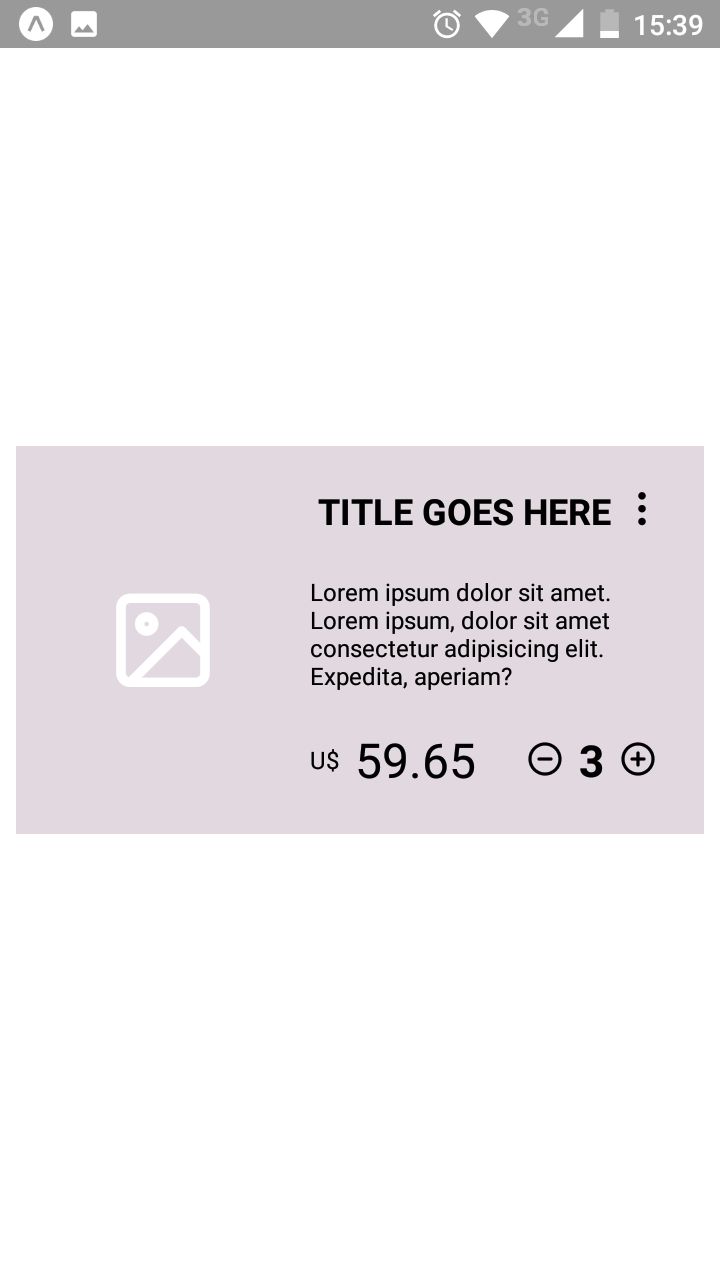 3G 15:39
TITLE GOES HERE
Lorem ipsum dolor sit amet.
Lorem ipsum, dolor sit amet
consectetur adipisicing elit.
Expedita, aperiam?
U$ 59.65 3